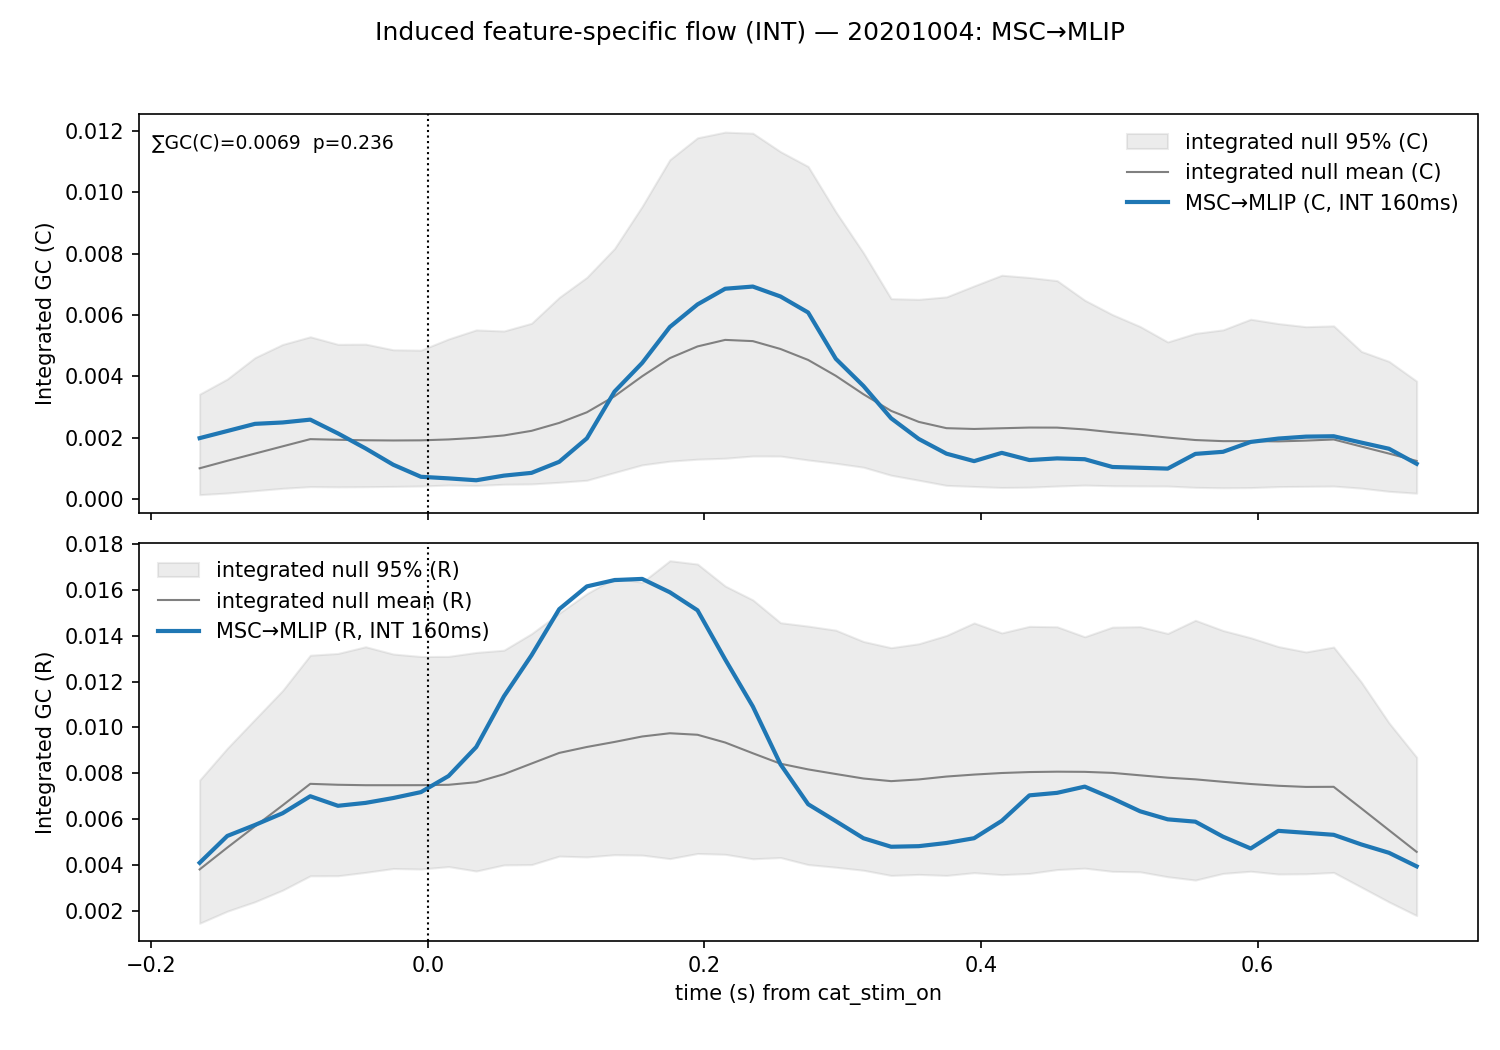 Induced feature-specific flow (INT) — 20201004: MSC→MLIP
∑GC(C)=0.0069  p=0.236
integrated null 95% (C)
integrated null mean (C)
MSC→MLIP (C, INT 160ms)
Integrated GC (C)
0.012
0.010
0.008
0.006
0.004
0.002
0.000
integrated null 95% (R)
integrated null mean (R)
MSC→MLIP (R, INT 160ms)
Integrated GC (R)
0.018
0.016
0.014
0.012
0.010
0.008
0.006
0.004
0.002
−0.2 0.0 0.2 0.4 0.6
time (s) from cat_stim_on